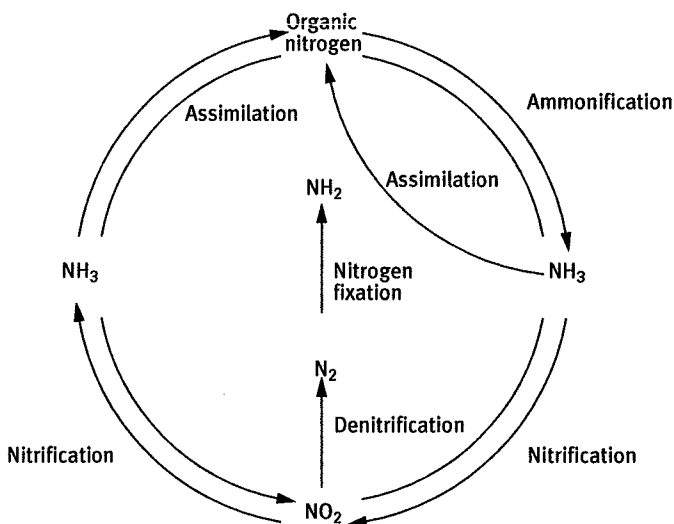 Organic
nitrogen
Ammonification
Assimilation
Assimilation
NH₂
NH₃
Nitrogen
fixation
NH₃
N₂
Denitrification
Nitrification
Nitrification
NO₂